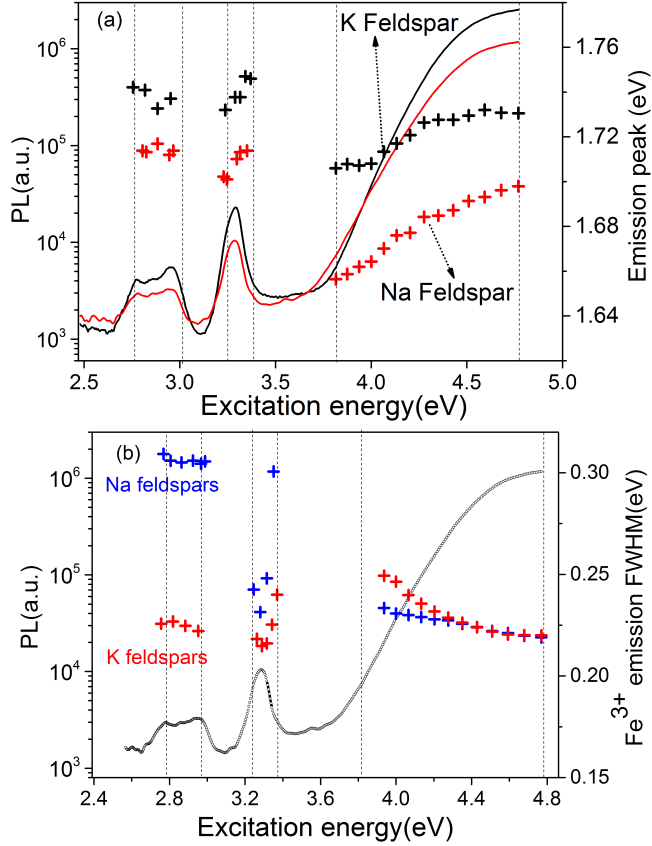 (a)
K Feldspar
Na Feldspar
PL(a.u.)
10^6
10^5
10^4
10^3
Emission peak (eV)
1.76
1.72
1.68
1.64
2.5 3.0 3.5 4.0 4.5 5.0
Excitation energy(eV)
(b)
Na feldspars
K feldspars
PL(a.u.)
10^6
10^5
10^4
10^3
Fe^3+ emission FWHM(eV)
0.30
0.25
0.20
0.15
2.4 2.8 3.2 3.6 4.0 4.4 4.8
Excitation energy(eV)